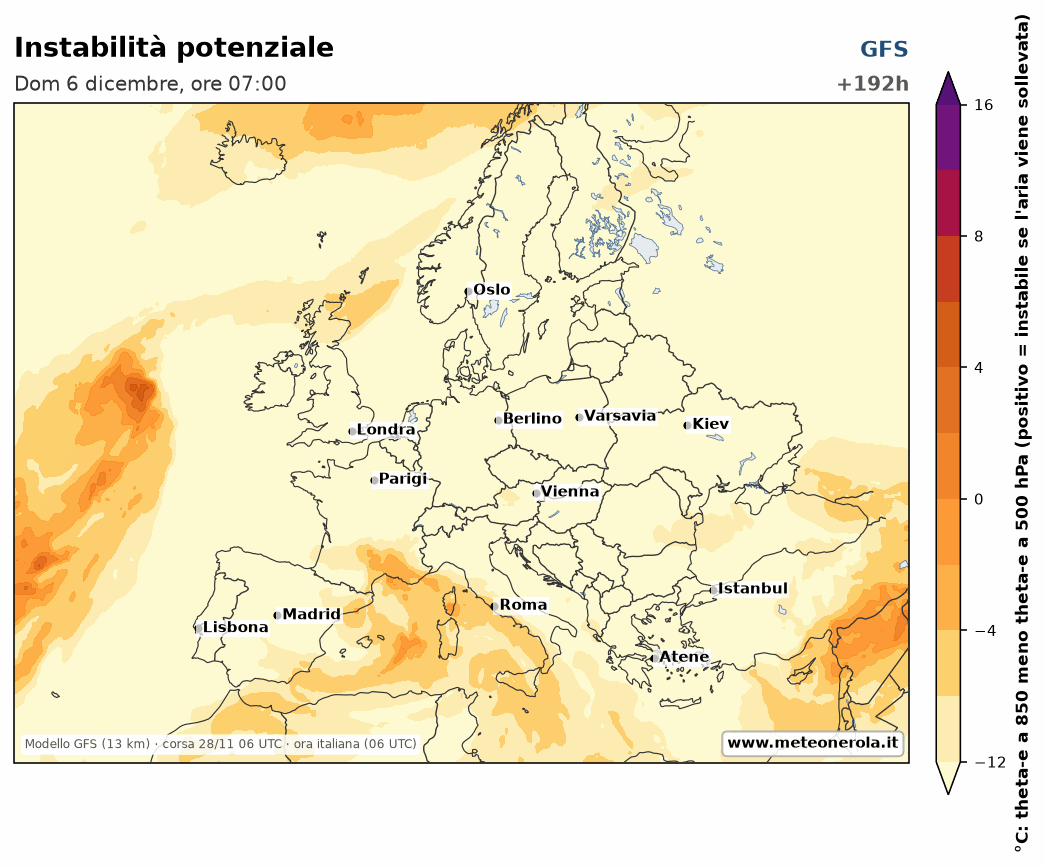 Instabilità potenziale
GFS
Dom 6 dicembre, ore 07:00
+192h
Oslo
Berlino
Varsavia
Kiev
Londra
Parigi
Vienna
Istanbul
Roma
Madrid
Lisbona
Atene
Modello GFS (13 km) · corsa 28/11 06 UTC · ora italiana (06 UTC)
www.meteonerola.it
16
8
4
0
−4
−12
°C: theta-e a 850 meno theta-e a 500 hPa (positivo = instabile se l'aria viene sollevata)